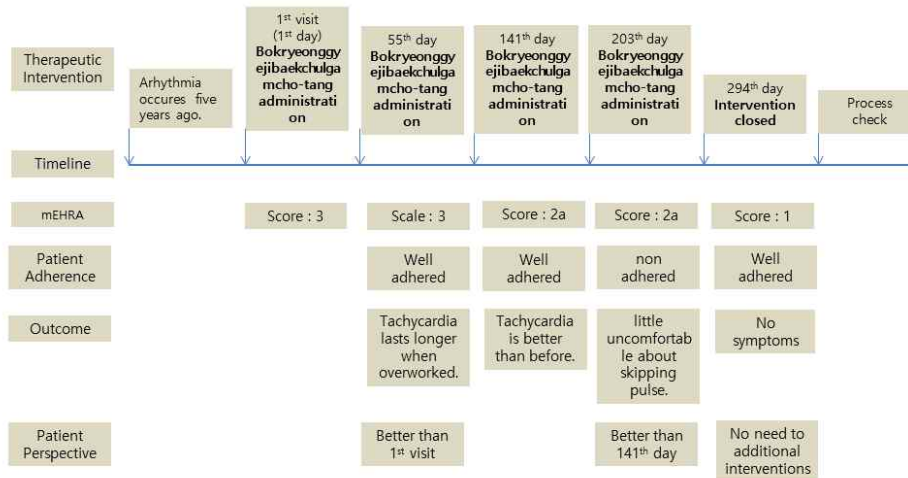 Therapeutic
Intervention
Arhythmia
occures five
years ago.
1st visit
(1st day)
Bokryeonggy
ejibaekchulga
mcho-tang
administrati
on
55th day
Bokryeonggy
ejibaekchulga
mcho-tang
administrati
on
141th day
Bokryeonggy
ejibaekchulga
mcho-tang
administrati
on
203th day
Bokryeonggy
ejibaekchulga
mcho-tang
administrati
on
294th day
Intervention
closed
Process
check
Timeline
mEHRA
Score : 3
Scale : 3
Score : 2a
Score : 2a
Score : 1
Patient
Adherence
Well
adhered
Well
adhered
non
adhered
Well
adhered
Outcome
Tachycardia
lasts longer
when
overworked.
Tachycardia
is better
than before.
little
uncomfortab
le about
skipping
pulse.
No
symptoms
Patient
Perspective
Better than
1st visit
Better than
141th day
No need to
additional
interventions